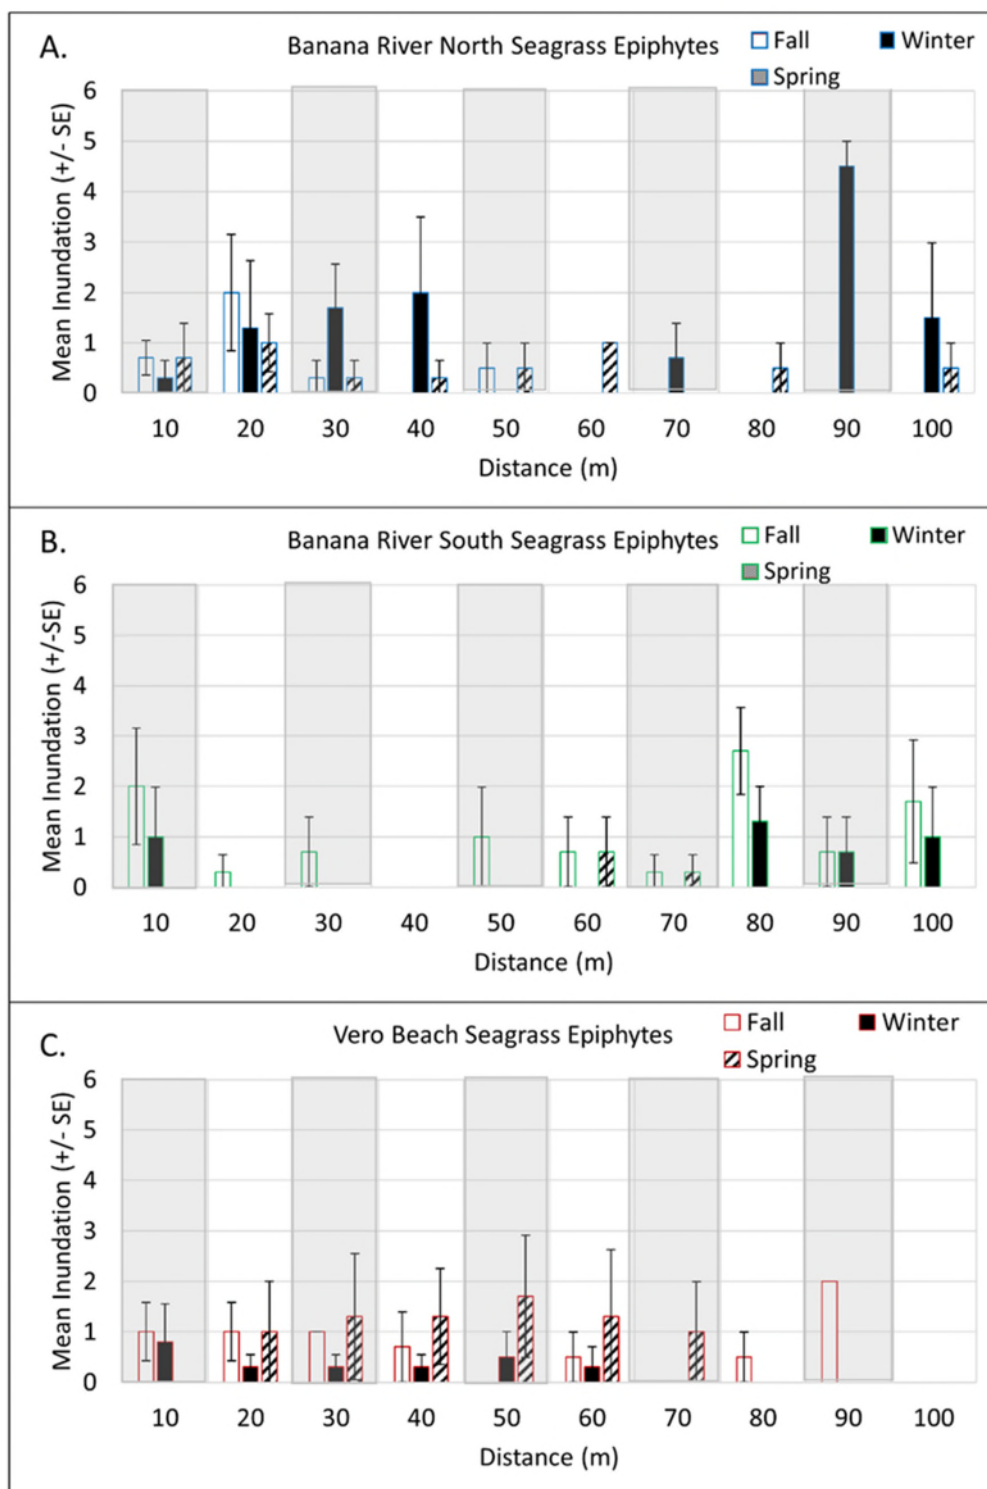 A.
Banana River North Seagrass Epiphytes
Fall Winter
Spring
Mean Inundation (+/- SE)
6
5
4
3
2
1
0
10 20 30 40 50 60 70 80 90 100
Distance (m)
B.
Banana River South Seagrass Epiphytes
Fall Winter
Spring
Mean Inundation (+/-SE)
6
5
4
3
2
1
0
10 20 30 40 50 60 70 80 90 100
Distance (m)
C.
Vero Beach Seagrass Epiphytes
Fall Winter
Spring
Mean Inundation (+/- SE)
6
5
4
3
2
1
0
10 20 30 40 50 60 70 80 90 100
Distance (m)